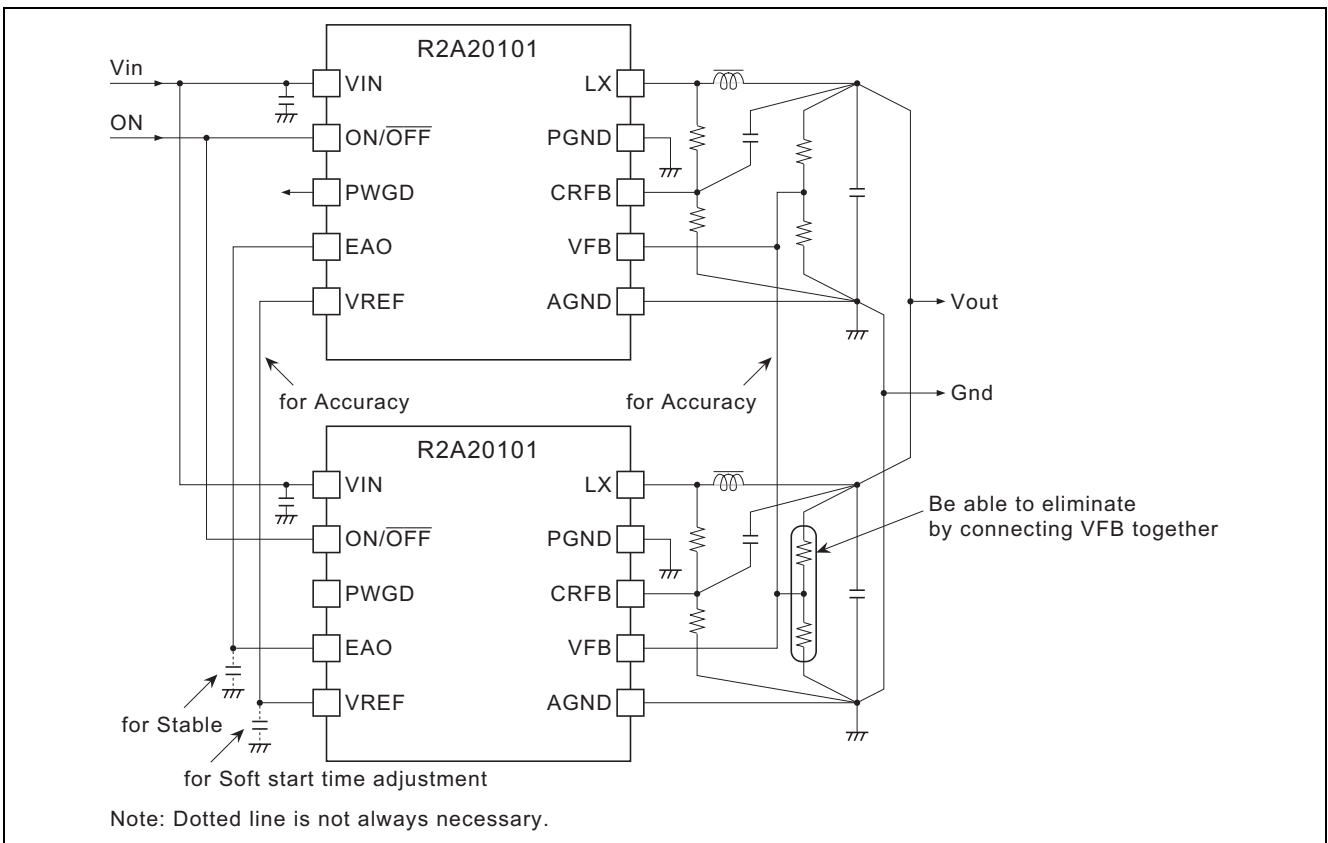 R2A20101
Vin
VIN
LX
ON
ON/OFF
PGND
PWGD
CRFB
EAO
VFB
VREF
AGND
Vout
for Accuracy
for Accuracy
Gnd
R2A20101
VIN
LX
Be able to eliminate
by connecting VFB together
ON/OFF
PGND
PWGD
CRFB
EAO
VFB
VREF
AGND
for Stable
for Soft start time adjustment
Note: Dotted line is not always necessary.